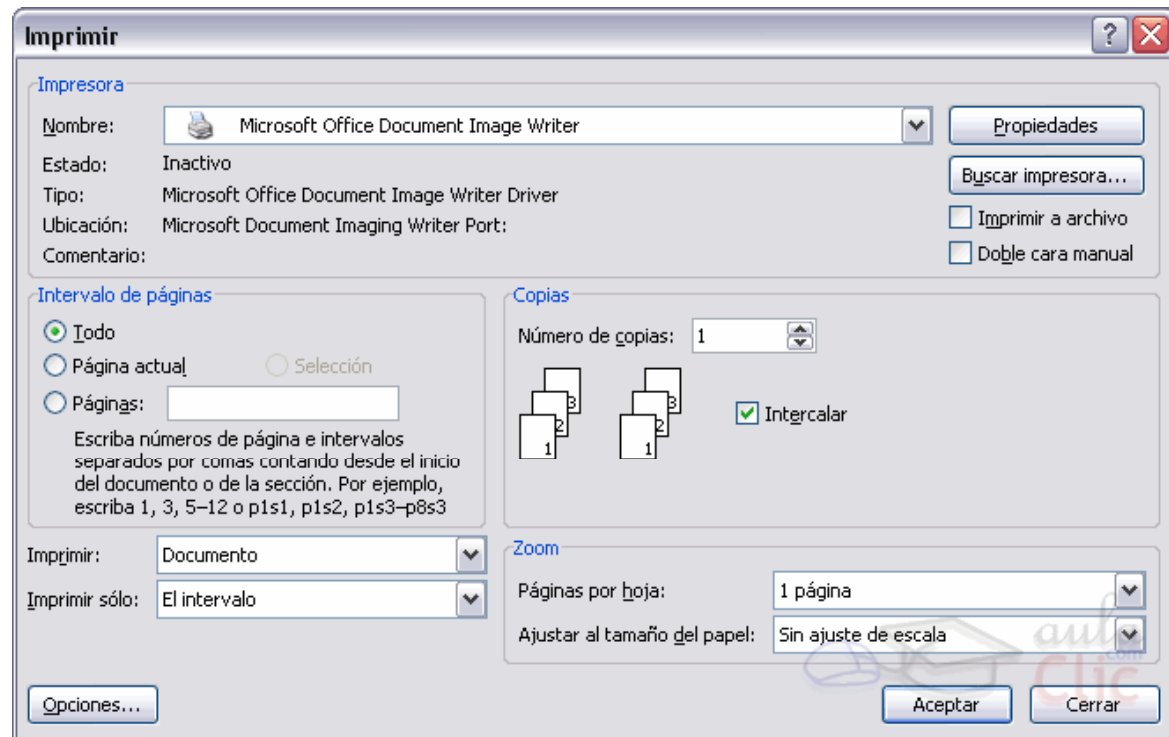 Imprimir
Impresora
Nombre: Microsoft Office Document Image Writer Propiedades
Estado: Inactivo
Buscar impresora...
Tipo: Microsoft Office Document Image Writer Driver
Ubicación: Microsoft Document Imaging Writer Port: Imprimir a archivo
Comentario: Doble cara manual
Intervalo de páginas
Todo
Página actual Selección
Páginas:
Escriba números de página e intervalos
separados por comas contando desde el inicio
del documento o de la sección. Por ejemplo,
escriba 1, 3, 5–12 o p1s1, p1s2, p1s3–p8s3
Copias
Número de copias: 1
3 3
2 2
1 1
Intercalar
Imprimir: Documento
Imprimir sólo: El intervalo
Zoom
Páginas por hoja: 1 página
Ajustar al tamaño del papel: Sin ajuste de escala
aula
Clic
.com
Opciones... Aceptar Cerrar